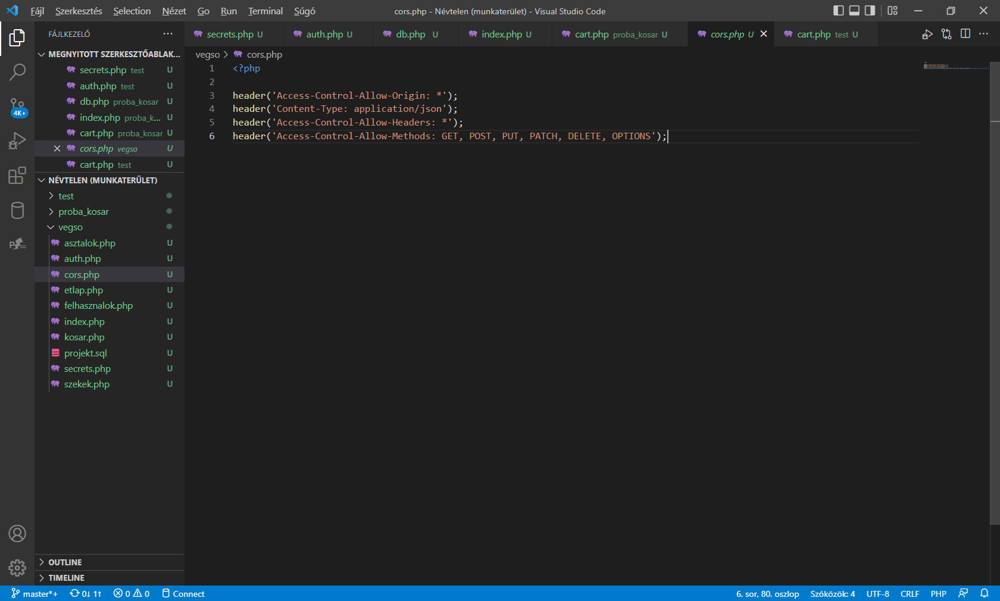 Fájl Szerkesztés Selection Nézet Go Run Terminal Súgó
cors.php - Névtelen (munkaterület) - Visual Studio Code
FÁJLKEZELŐ
secrets.php U
auth.php U
db.php U
index.php U
cart.php proba_kosar U
cors.php U
cart.php test U
MEGNYITOTT SZERKESZTŐABLAK...
secrets.php test U
auth.php test U
db.php proba_kosar U
index.php proba_k... U
cart.php proba_kosar U
cors.php vegso U
cart.php test U
NÉVTELEN (MUNKATERÜLET)
test
proba_kosar
vegso
asztalok.php U
auth.php U
cors.php U
etlap.php U
felhasznalok.php U
index.php U
kosar.php U
projekt.sql U
secrets.php U
szekek.php U
OUTLINE
TIMELINE
4K+
vegso > cors.php
1 <?php
2
3 header('Access-Control-Allow-Origin: *');
4 header('Content-Type: application/json');
5 header('Access-Control-Allow-Headers: *');
6 header('Access-Control-Allow-Methods: GET, POST, PUT, PATCH, DELETE, OPTIONS');
master*+ 0↓ 1↑ 0 0 Connect
6. sor, 80. oszlop Szóközök: 4 UTF-8 CRLF PHP